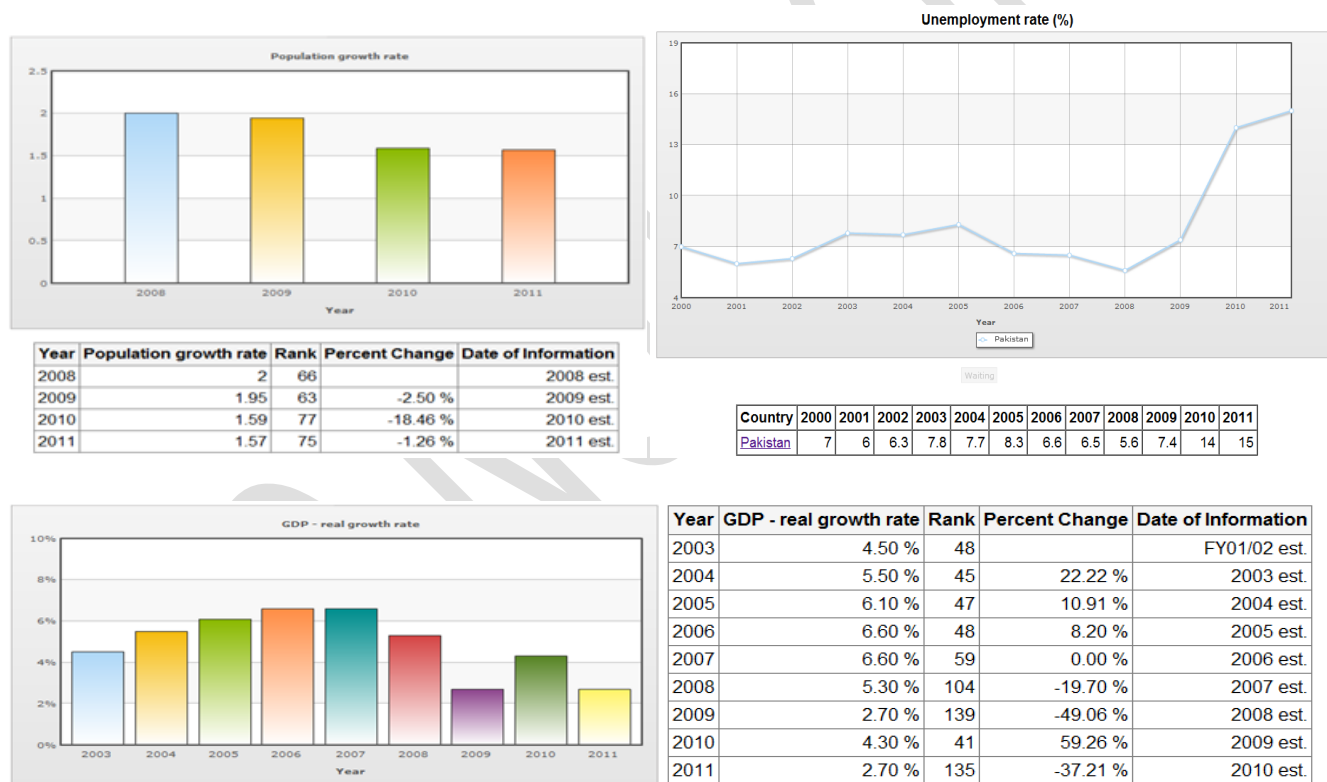 Population growth rate
2.5
2
1.5
1
0.5
0
2008 2009 2010 2011
Year
Year Population growth rate Rank Percent Change Date of Information
2008 2 66 2008 est.
2009 1.95 63 -2.50 % 2009 est.
2010 1.59 77 -18.46 % 2010 est.
2011 1.57 75 -1.26 % 2011 est.
Unemployment rate (%)
19
16
13
10
7
4
2000 2001 2002 2003 2004 2005 2006 2007 2008 2009 2010 2011
Year
Pakistan
Waiting
Country 2000 2001 2002 2003 2004 2005 2006 2007 2008 2009 2010 2011
Pakistan 7 6 6.3 7.8 7.7 8.3 6.6 6.5 5.6 7.4 14 15
GDP - real growth rate
10%
8%
6%
4%
2%
0%
2003 2004 2005 2006 2007 2008 2009 2010 2011
Year
Year GDP - real growth rate Rank Percent Change Date of Information
2003 4.50 % 48 FY01/02 est.
2004 5.50 % 45 22.22 % 2003 est.
2005 6.10 % 47 10.91 % 2004 est.
2006 6.60 % 48 8.20 % 2005 est.
2007 6.60 % 59 0.00 % 2006 est.
2008 5.30 % 104 -19.70 % 2007 est.
2009 2.70 % 139 -49.06 % 2008 est.
2010 4.30 % 41 59.26 % 2009 est.
2011 2.70 % 135 -37.21 % 2010 est.